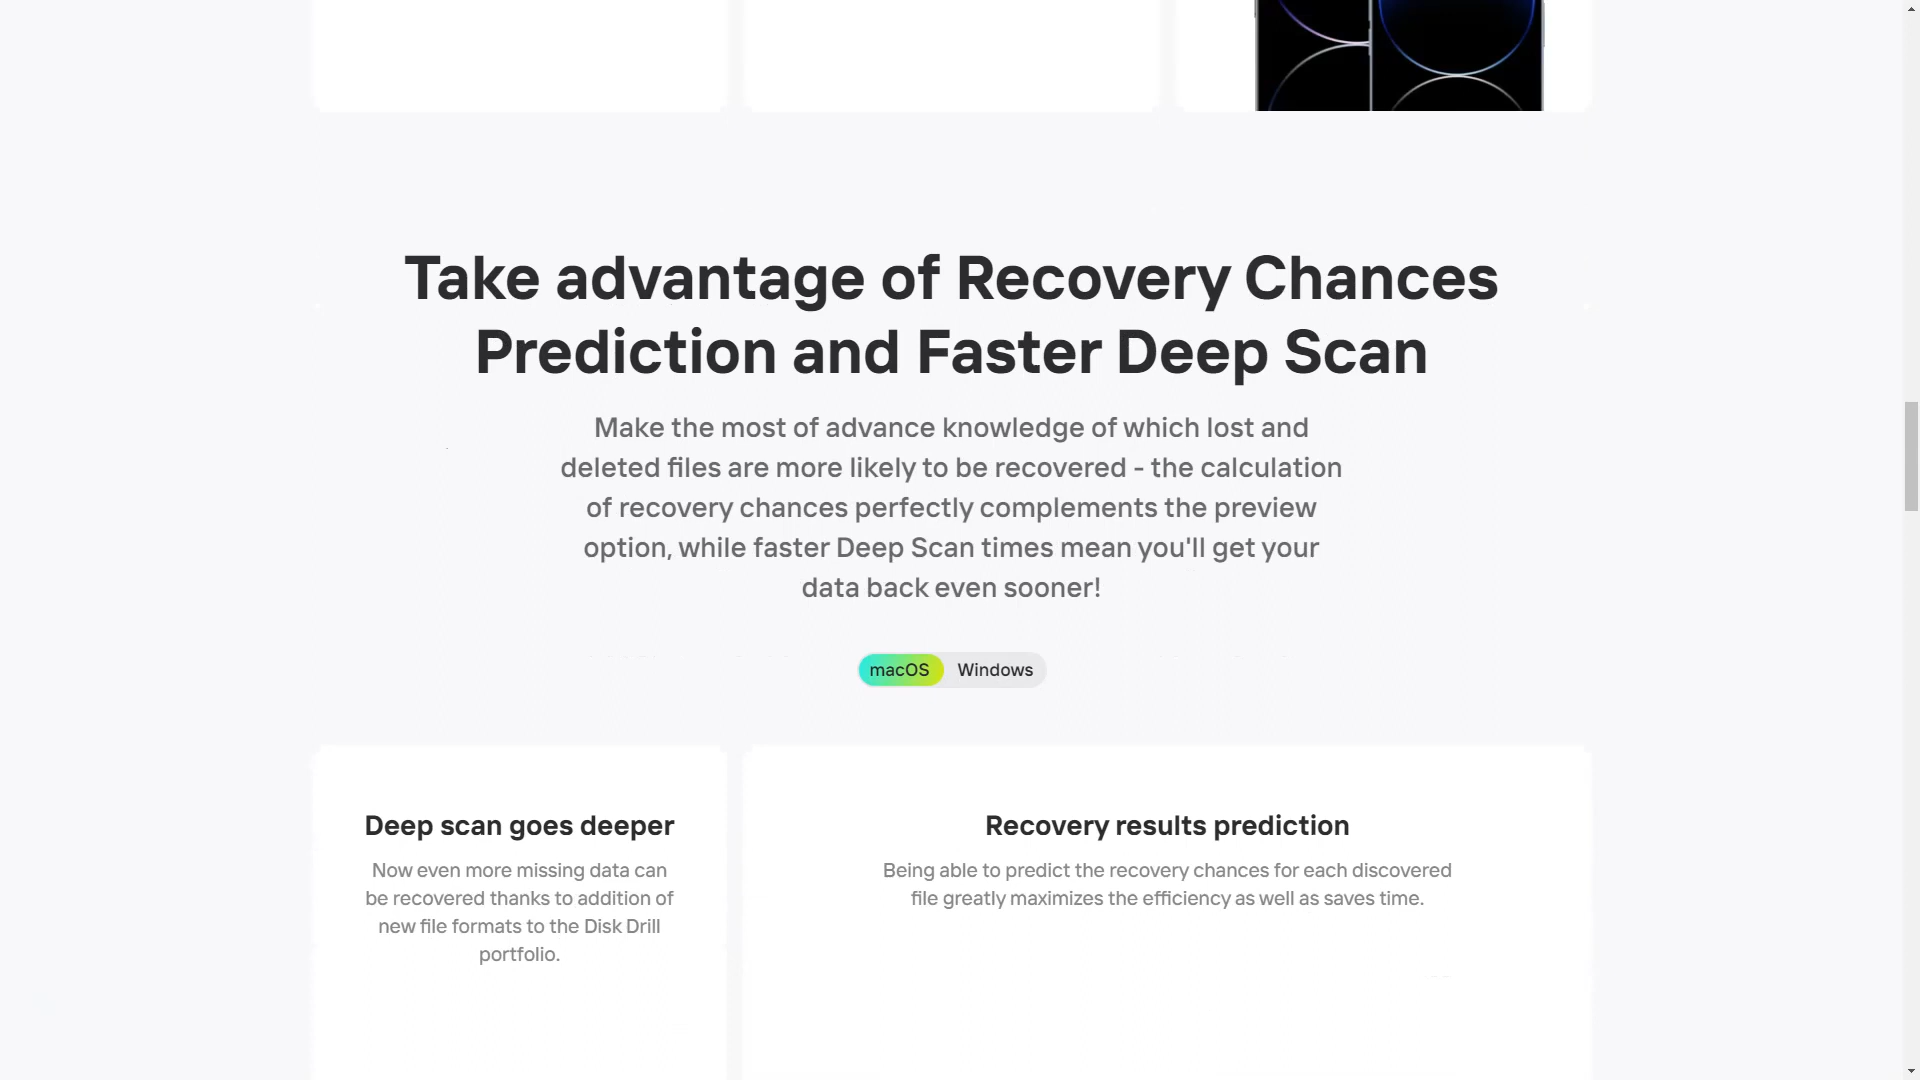 Take advantage of Recovery Chances
Prediction and Faster Deep Scan
Make the most of advance knowledge of which lost and
deleted files are more likely to be recovered - the calculation
of recovery chances perfectly complements the preview
option, while faster Deep Scan times mean you'll get your
data back even sooner!
macOS Windows
Deep scan goes deeper
Now even more missing data can
be recovered thanks to addition of
new file formats to the Disk Drill
portfolio.
Recovery results prediction
Being able to predict the recovery chances for each discovered
file greatly maximizes the efficiency as well as saves time.